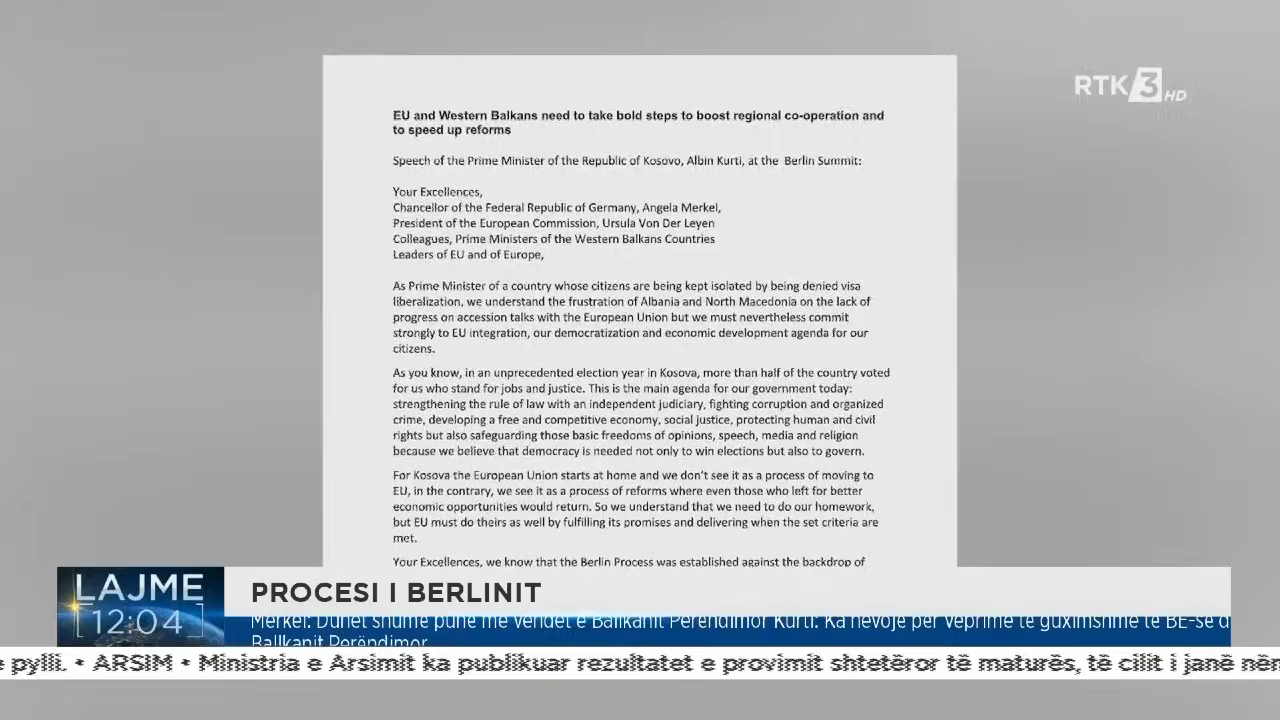 RTK 3 HD
EU and Western Balkans need to take bold steps to boost regional co-operation and
to speed up reforms
Speech of the Prime Minister of the Republic of Kosovo, Albin Kurti, at the Berlin Summit:
Your Excellences,
Chancellor of the Federal Republic of Germany, Angela Merkel,
President of the European Commission, Ursula Von Der Leyen
Colleagues, Prime Ministers of the Western Balkans Countries
Leaders of EU and of Europe,
As Prime Minister of a country whose citizens are being kept isolated by being denied visa
liberalization, we understand the frustration of Albania and North Macedonia on the lack of
progress on accession talks with the European Union but we must nevertheless commit
strongly to EU integration, our democratization and economic development agenda for our
citizens.
As you know, in an unprecedented election year in Kosova, more than half of the country voted
for us who stand for jobs and justice. This is the main agenda for our government today:
strengthening the rule of law with an independent judiciary, fighting corruption and organized
crime, developing a free and competitive economy, social justice, protecting human and civil
rights but also safeguarding those basic freedoms of opinions, speech, media and religion
because we believe that democracy is needed not only to win elections but also to govern.
For Kosova the European Union starts at home and we don't see it as a process of moving to
EU, in the contrary, we see it as a process of reforms where even those who left for better
economic opportunities would return. So we understand that we need to do our homework,
but EU must do theirs as well by fulfilling its promises and delivering when the set criteria are
met.
Your Excellences, we know that the Berlin Process was established against the backdrop of
LAJME
12:04
PROCESI I BERLINIT
Merkel: Duhet shumë punë me vendet e Ballkanit Perëndimor Kurti: Ka nevojë për veprime të guximshme të BE-së d
Ballkanit Perëndimor
e pylli. • ARSIM • Ministria e Arsimit ka publikuar rezultatet e provimit shtetëror të maturës, të cilit i janë nën